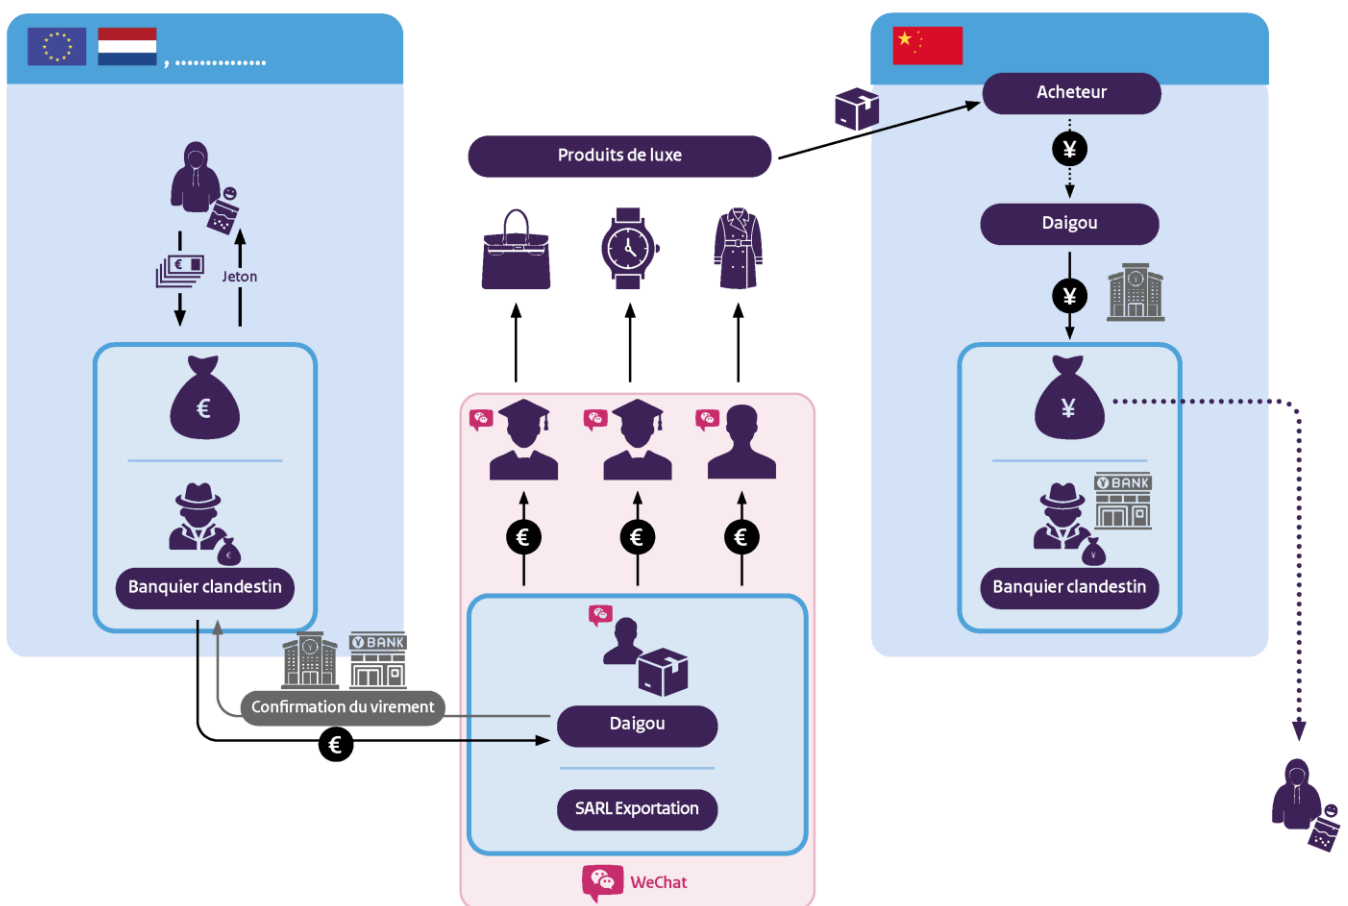 , ...............
Jeton
€
€
€
Banquier clandestin
¥
¥ BANK
Confirmation du virement
€
Produits de luxe
€
€
€
Daigou
SARL Exportation
WeChat
Acheteur
¥
Daigou
¥
¥
¥ BANK
¥
Banquier clandestin